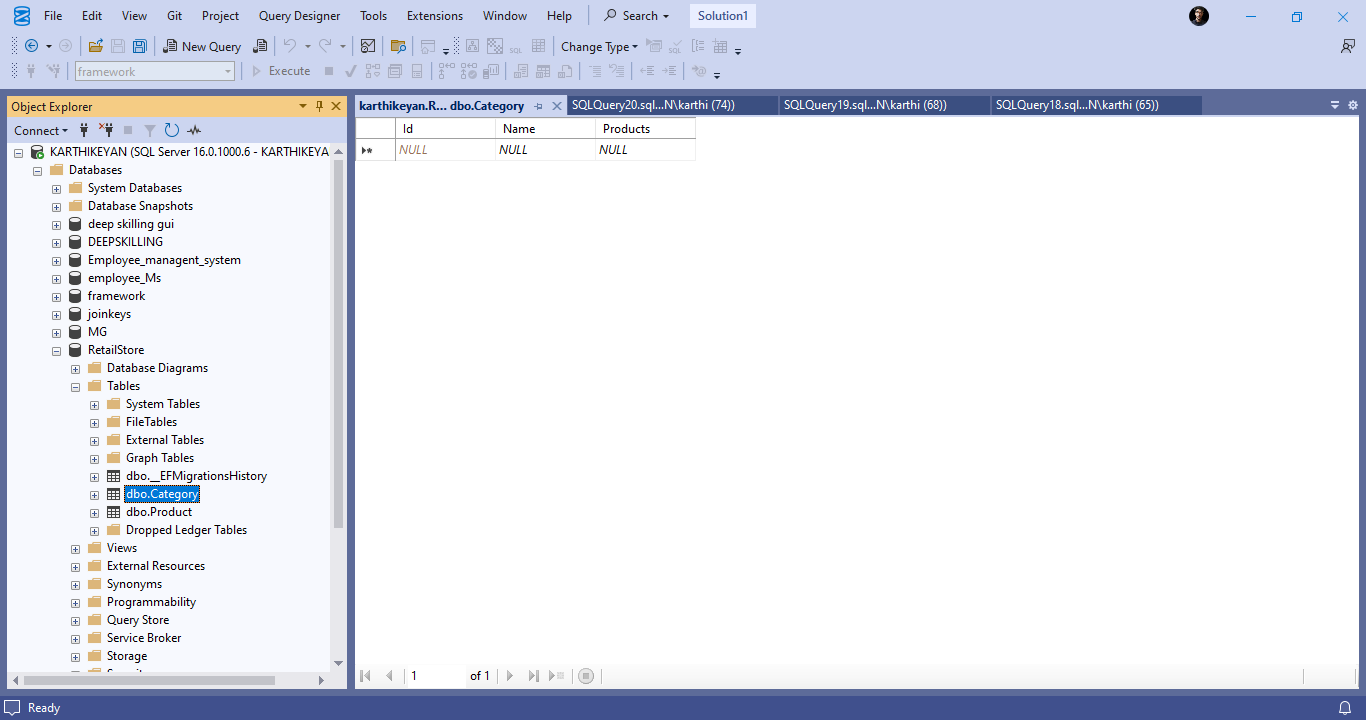 File Edit View Git Project Query Designer Tools Extensions Window Help Search Solution1
New Query SQL Change Type SQL
framework Execute
Object Explorer
Connect
KARTHIKEYAN (SQL Server 16.0.1000.6 - KARTHIKEYA
Databases
System Databases
Database Snapshots
deep skilling gui
DEEPSKILLING
Employee_managent_system
employee_Ms
framework
joinkeys
MG
RetailStore
Database Diagrams
Tables
System Tables
FileTables
External Tables
Graph Tables
dbo.__EFMigrationsHistory
dbo.Category
dbo.Product
Dropped Ledger Tables
Views
External Resources
Synonyms
Programmability
Query Store
Service Broker
Storage
karthikeyan.R... dbo.Category SQLQuery20.sql...N\karthi (74)) SQLQuery19.sql...N\karthi (68)) SQLQuery18.sql...N\karthi (65))
Id Name Products
NULL NULL NULL
1 of 1
Ready